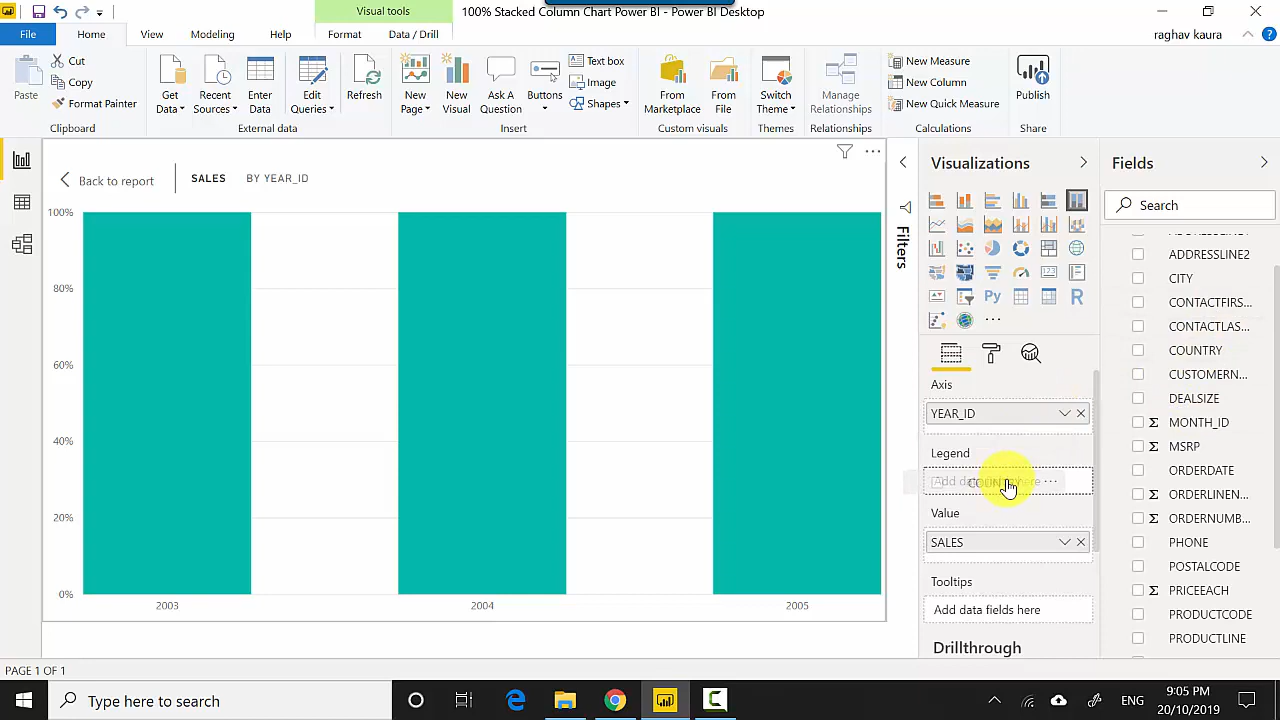 Visual tools
100% Stacked Column Chart Power BI - Power BI Desktop
File
Home
View
Modeling
Help
Format
Data / Drill
raghav kaura
Paste
Cut
Copy
Format Painter
Clipboard
Get Data
Recent Sources
Enter Data
Edit Queries
Refresh
External data
New Page
New Visual
Ask A Question
Buttons
Text box
Image
Shapes
Insert
From Marketplace
From File
Custom visuals
Switch Theme
Themes
Manage Relationships
Relationships
New Measure
New Column
New Quick Measure
Calculations
Publish
Share
Back to report
SALES
BY YEAR_ID
100%
80%
60%
40%
20%
0%
2003
2004
2005
Filters
Visualizations
Py
R
123
Axis
YEAR_ID
Legend
Value
SALES
Tooltips
Add data fields here
Drillthrough
Fields
Search
ADDRESSLINE2
CITY
CONTACTFIRS...
CONTACTLAS...
COUNTRY
CUSTOMERN...
DEALSIZE
MONTH_ID
MSRP
ORDERDATE
ORDERLINEN...
ORDERNUMB...
PHONE
POSTALCODE
PRICEEACH
PRODUCTCODE
PRODUCTLINE
PAGE 1 OF 1
Type here to search
ENG
9:05 PM
20/10/2019